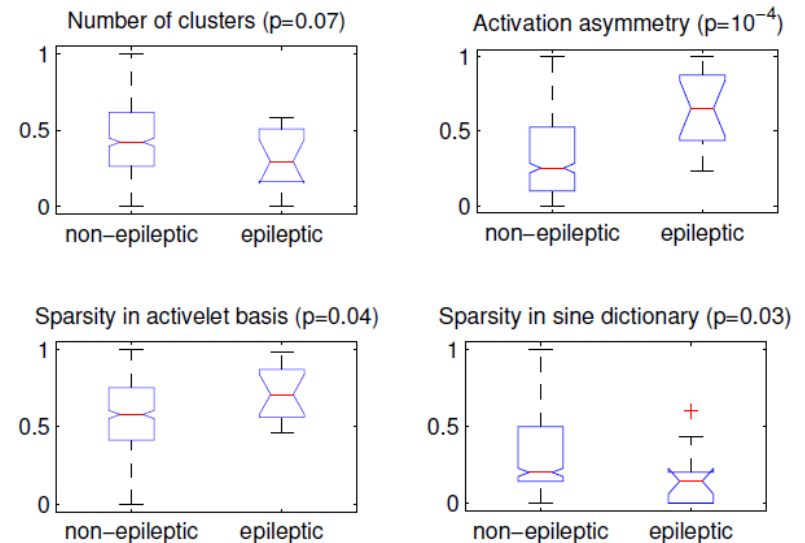 Number of clusters (p=0.07)
1
0.5
0
non−epileptic epileptic
Activation asymmetry (p=10⁻⁴)
1
0.5
0
non−epileptic epileptic
Sparsity in activelet basis (p=0.04)
1
0.5
0
non−epileptic epileptic
Sparsity in sine dictionary (p=0.03)
1
0.5
0
non−epileptic epileptic